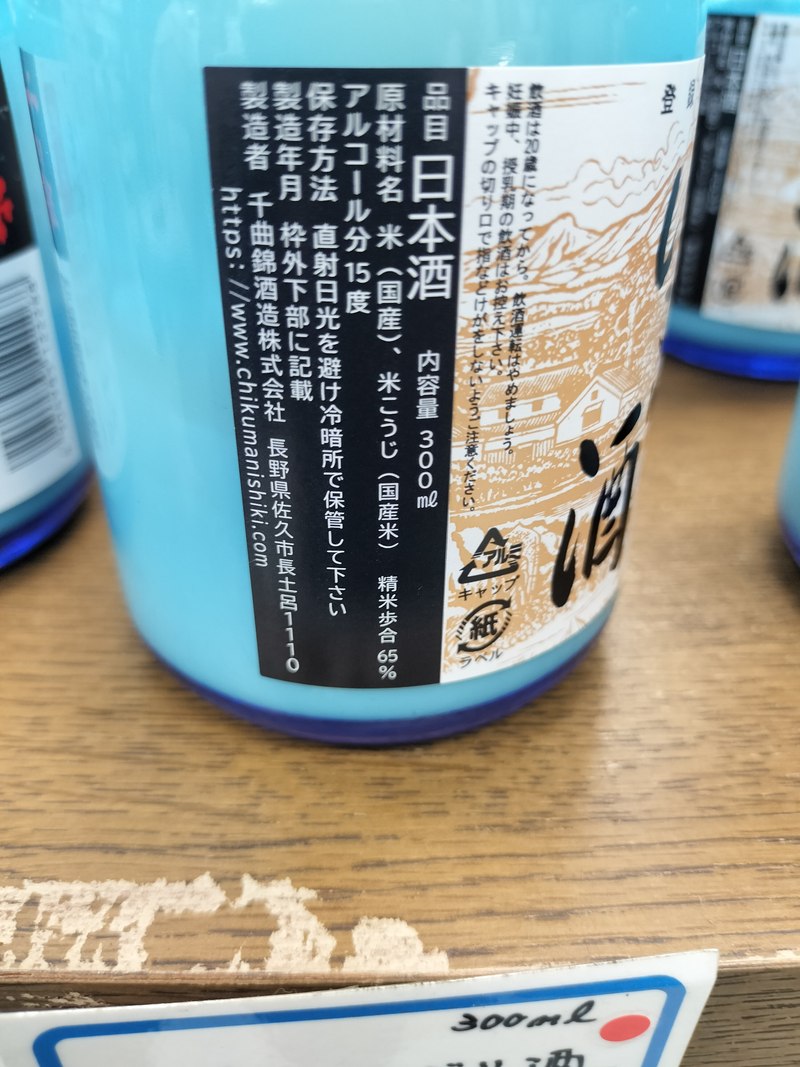 品目 日本酒 内容量 300㎖
原材料名 米（国産）、米こうじ（国産米） 精米歩合 65%
アルコール分 15度
保存方法 直射日光を避け冷暗所で保管して下さい
製造年月 枠外下部に記載
製造者 千曲錦酒造株式会社 長野県佐久市長土呂1110
https://www.chikumanishiki.com
登録
飲酒は20歳になってから。飲酒運転はやめましょう。
妊娠中、授乳期の飲酒はお控え下さい。
キャップの切り口で指などけがをしないようご注意ください。
酒
アルミ
キャップ
紙
ラベル
300ml
酒